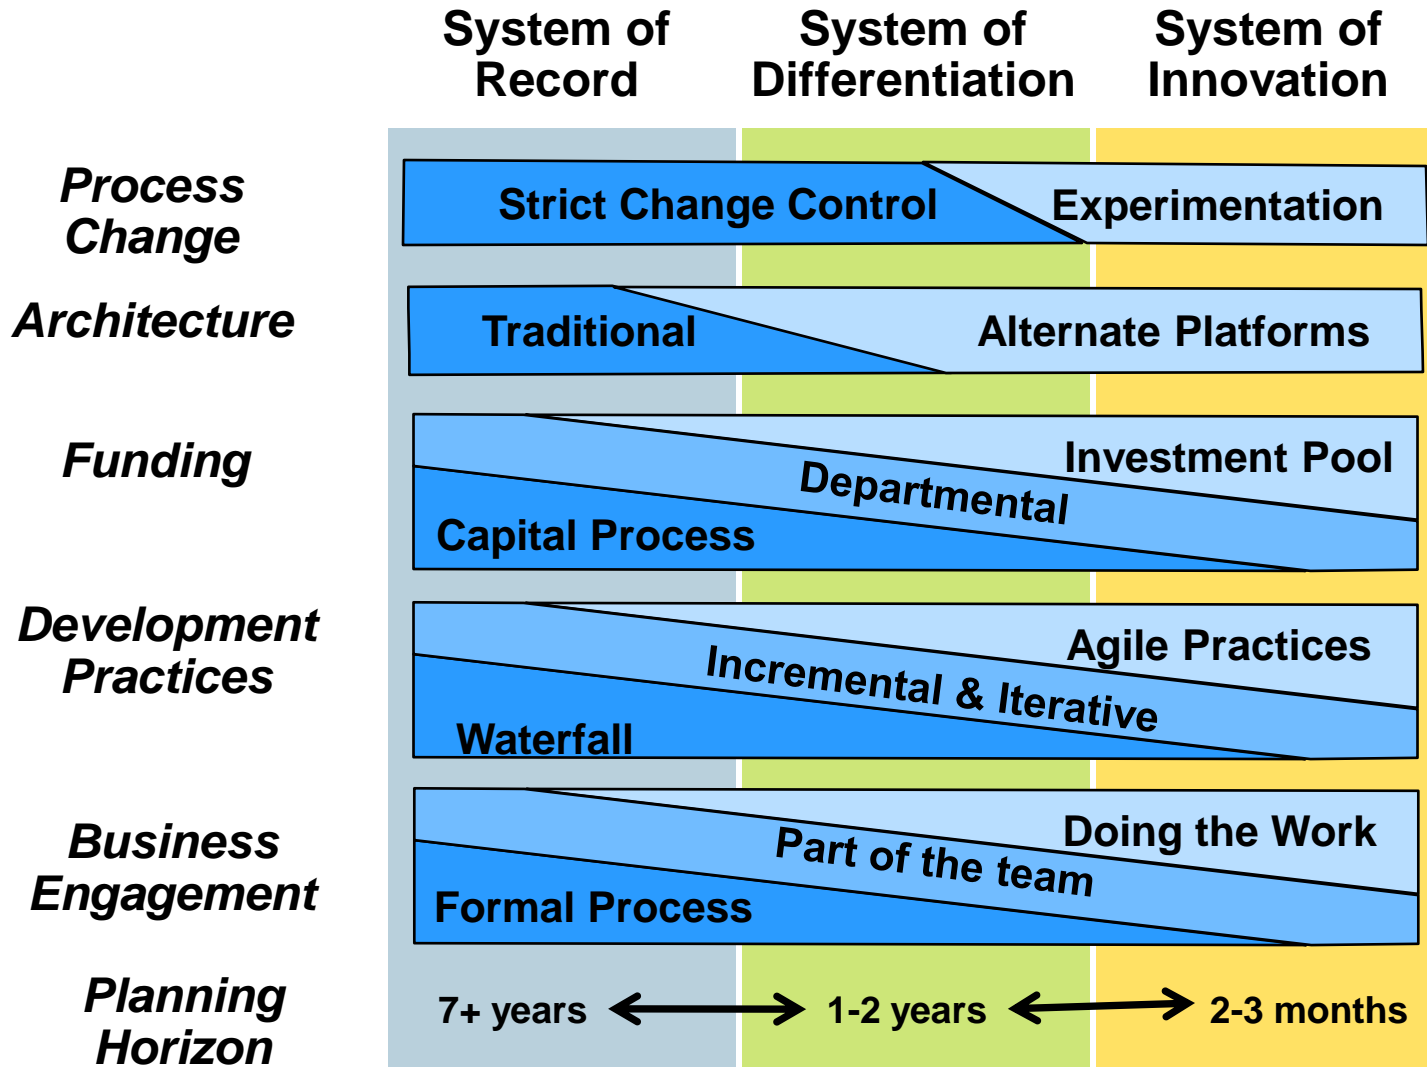 System of
Record
System of
Differentiation
System of
Innovation
Process
Change
Strict Change Control
Experimentation
Architecture
Traditional
Alternate Platforms
Funding
Investment Pool
Departmental
Capital Process
Development
Practices
Agile Practices
Incremental & Iterative
Waterfall
Business
Engagement
Doing the Work
Part of the team
Formal Process
Planning
Horizon
7+ years
1-2 years
2-3 months